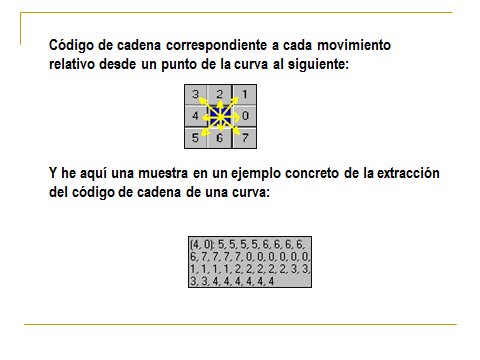 Código de cadena correspondiente a cada movimiento
relativo desde un punto de la curva al siguiente:
3 2 1
4 0
5 6 7
Y he aquí una muestra en un ejemplo concreto de la extracción
del código de cadena de una curva:
(4, 0): 5, 5, 5, 5, 6, 6, 6, 6,
6, 7, 7, 7, 7, 0, 0, 0, 0, 0, 0,
1, 1, 1, 1, 2, 2, 2, 2, 2, 3, 3,
3, 3, 4, 4, 4, 4, 4, 4